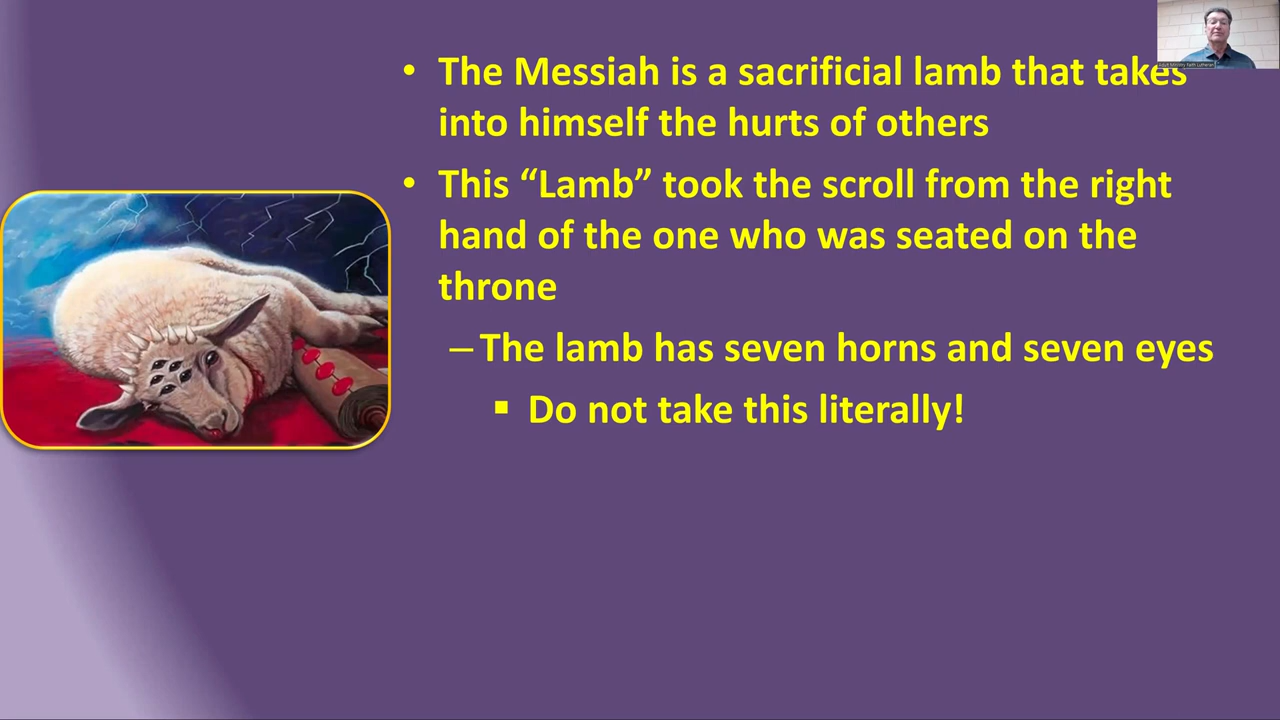 • The Messiah is a sacrificial lamb that takes
into himself the hurts of others
• This “Lamb” took the scroll from the right
hand of the one who was seated on the
throne
– The lamb has seven horns and seven eyes
▪ Do not take this literally!